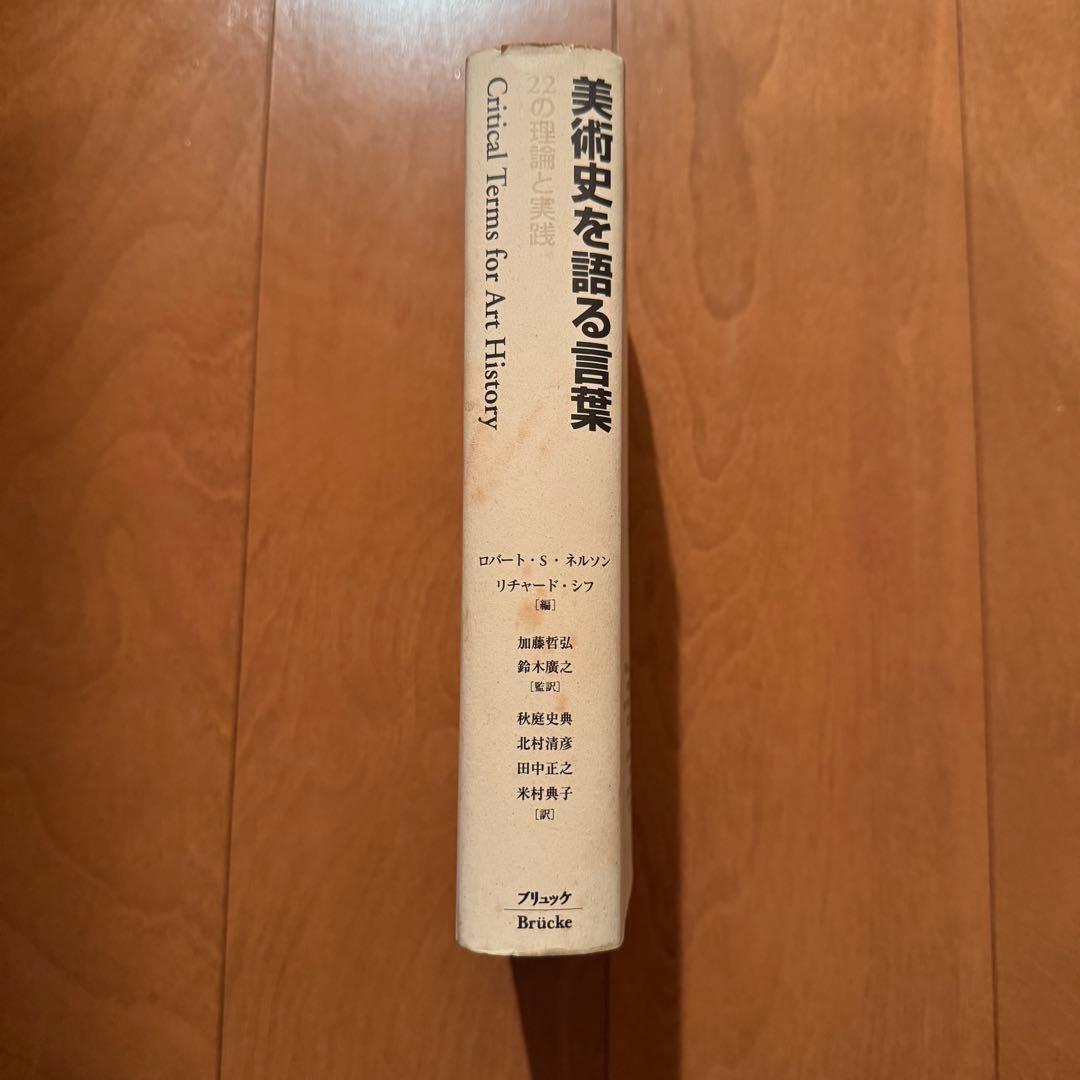 美術史を語る言葉
22の理論と実践
Critical Terms for Art History
ロバート・S・ネルソン
リチャード・シフ
[編]
加藤哲弘
鈴木廣之
[監訳]
秋庭史典
北村清彦
田中正之
米村典子
[訳]
ブリュッケ
Brücke